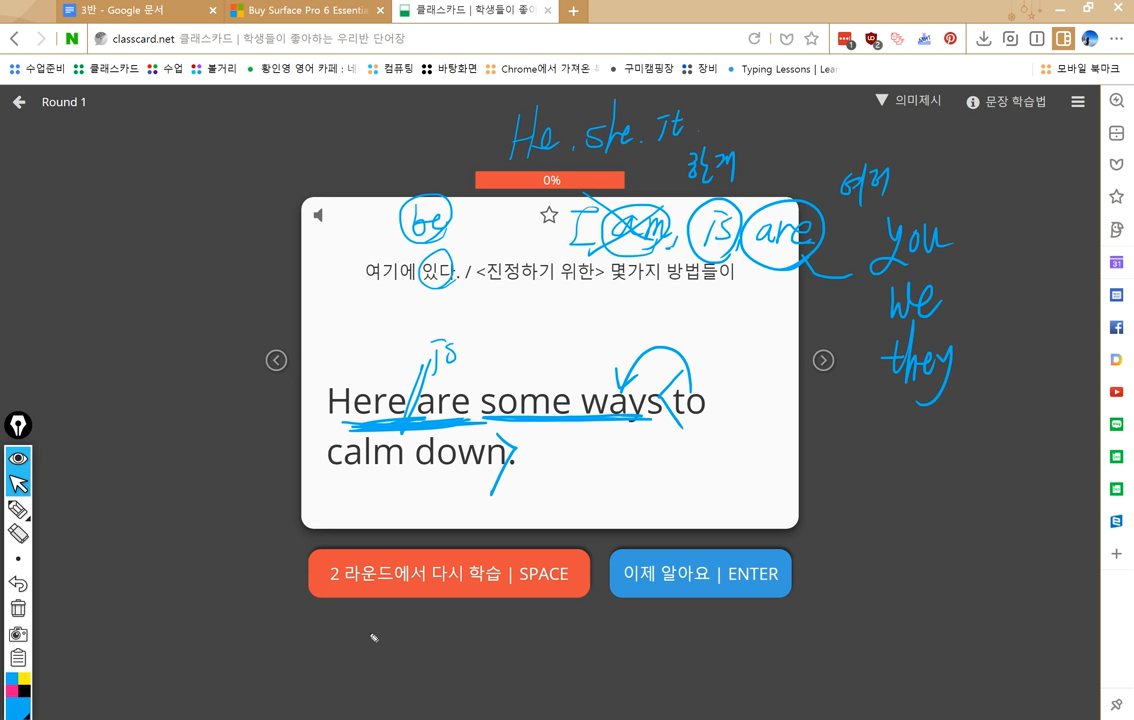 3반 - Google 문서
Buy Surface Pro 6 Essentia
클래스카드 | 학생들이 좋아
classcard.net 클래스카드 | 학생들이 좋아하는 우리반 단어장
수업준비 클래스카드 수업 볼거리 황인영 영어 카페 : 네 컴퓨팅 바탕화면 Chrome에서 가져온 구미캠핑장 장비 Typing Lessons | Lear 모바일 북마크
Round 1
의미제시
문장 학습법
He, she. It
한 개
여러
0%
be
I am, is, are
you
we
they
여기에 있다. / <진정하기 위한> 몇가지 방법들이
is
Here are some ways to
calm down.
2 라운드에서 다시 학습 | SPACE
이제 알아요 | ENTER